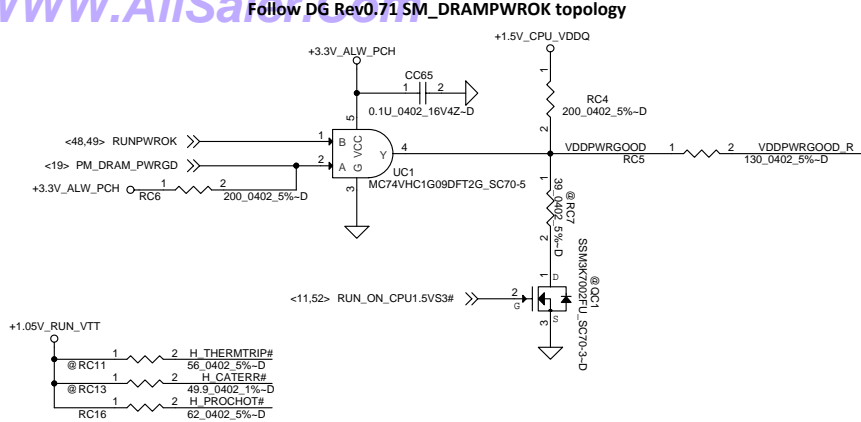 WWW.AliSaler.Com
Follow DG Rev0.71 SM_DRAMPWROK topology
+3.3V_ALW_PCH
+1.5V_CPU_VDDQ
CC65
1 2
0.1U_0402_16V4Z~D
1
RC4
200_0402_5%~D
2
5
<48,49> RUNPWROK
1 B
VCC
Y
4
<19> PM_DRAM_PWRGD
2 A
G
3
UC1
MC74VHC1G09DFT2G_SC70-5
VDDPWRGOOD
RC5
1 2
VDDPWRGOOD_R
130_0402_5%~D
+3.3V_ALW_PCH
1 2
RC6
200_0402_5%~D
1
@ RC7
39_0402_5%~D
2
<11,52> RUN_ON_CPU1.5VS3#
2
G
1
D
S
3
@ QC1
SSM3K7002FU_SC70-3~D
+1.05V_RUN_VTT
1 2 H_THERMTRIP#
@ RC11 56_0402_5%~D
1 2 H_CATERR#
@ RC13 49.9_0402_1%~D
1 2 H_PROCHOT#
RC16 62_0402_5%~D